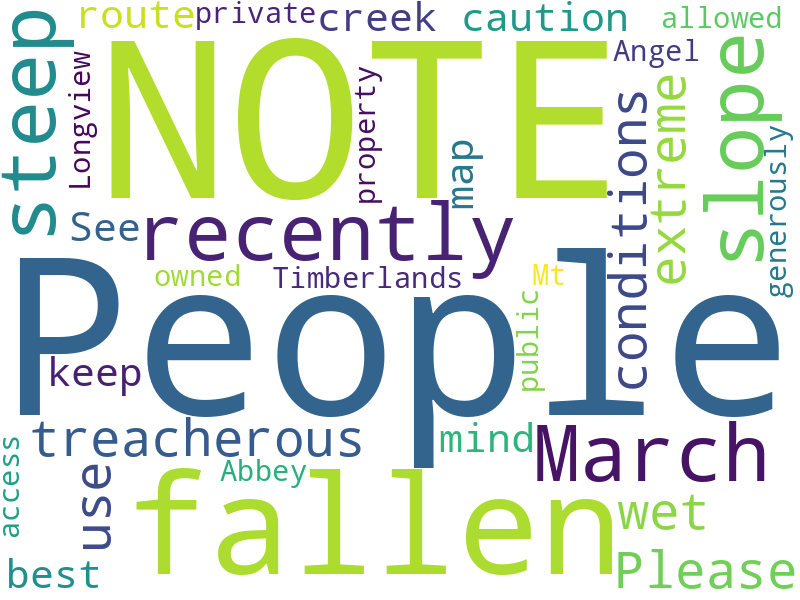 route
private
creek
caution
allowed
steep
NOTE
Angel
slope
Longview
property
map
conditions
extreme
generously
See
recently
owned
Timberlands
Mt
People
public
keep
treacherous
mind
March
access
use
Abbey
fallen
wet
best
Please